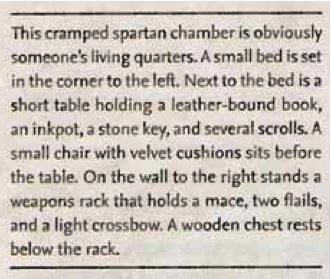 This cramped spartan chamber is obviously
someone's living quarters. A small bed is set
in the corner to the left. Next to the bed is a
short table holding a leather-bound book,
an inkpot, a stone key, and several scrolls. A
small chair with velvet cushions sits before
the table. On the wall to the right stands a
weapons rack that holds a mace, two flails,
and a light crossbow. A wooden chest rests
below the rack.